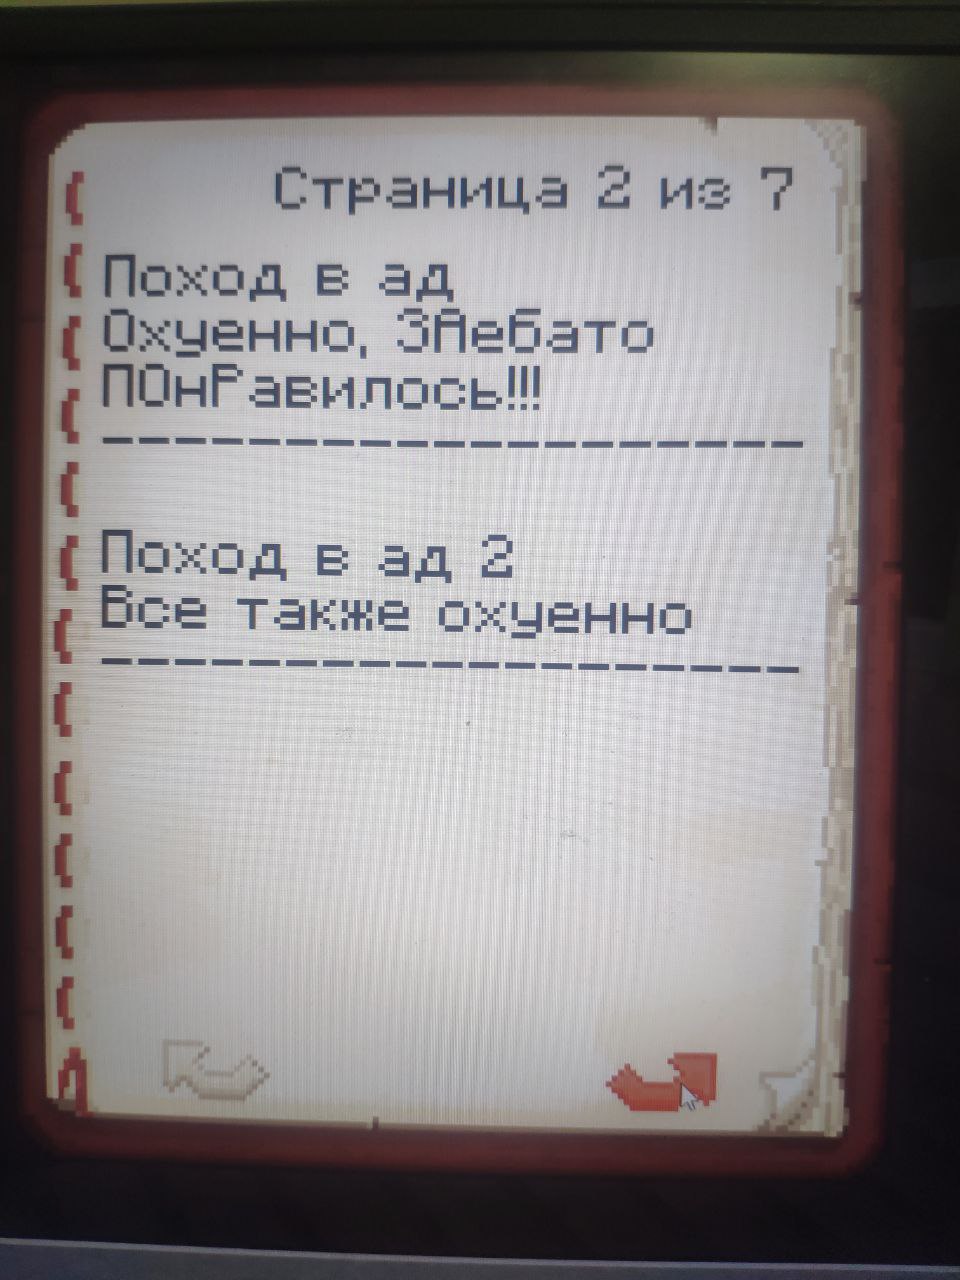 Страница 2 из 7
Поход в ад
Охуенно, ЗАебато
ПОнРавилось!!!
--------------------
Поход в ад 2
Все также охуенно
--------------------